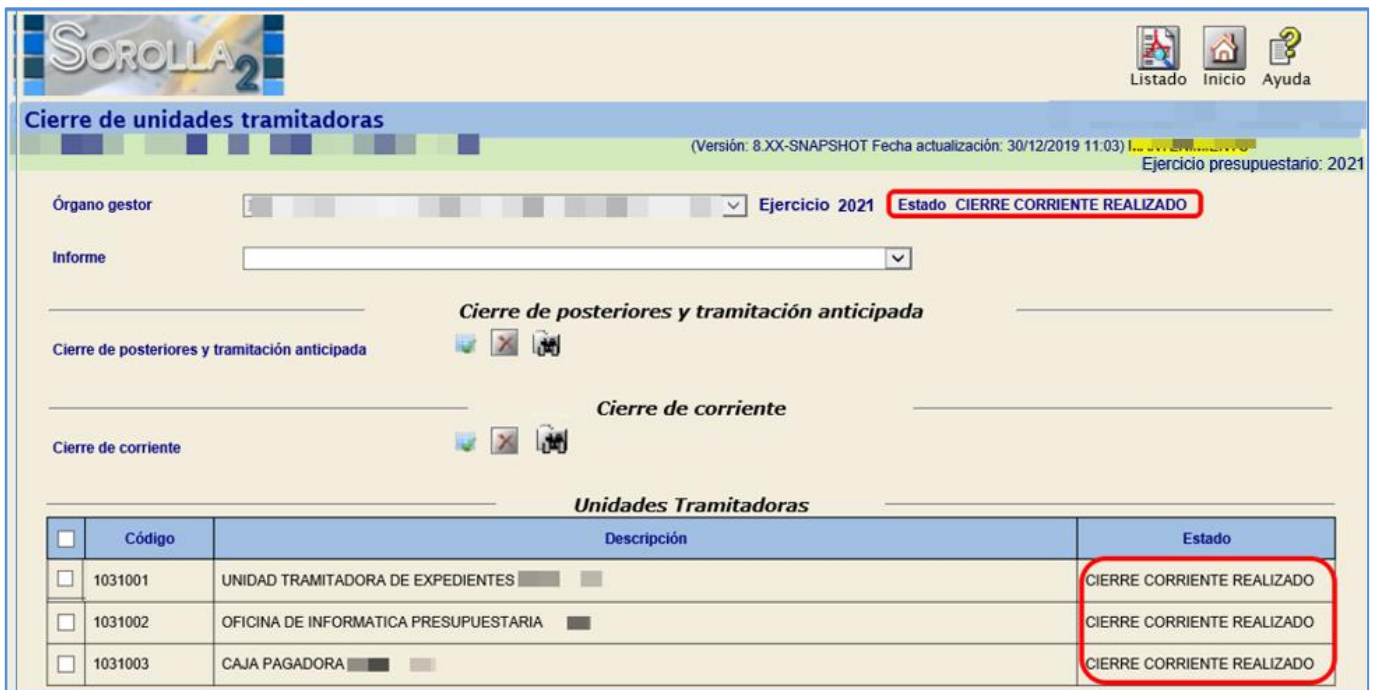 SOROLLA2
Listado Inicio Ayuda
Cierre de unidades tramitadoras
(Versión: 8.XX-SNAPSHOT Fecha actualización: 30/12/2019 11:03)
Ejercicio presupuestario: 2021
Órgano gestor Ejercicio 2021 Estado CIERRE CORRIENTE REALIZADO
Informe
Cierre de posteriores y tramitación anticipada
Cierre de posteriores y tramitación anticipada
Cierre de corriente
Cierre de corriente
Unidades Tramitadoras
Código Descripción Estado
1031001 UNIDAD TRAMITADORA DE EXPEDIENTES CIERRE CORRIENTE REALIZADO
1031002 OFICINA DE INFORMATICA PRESUPUESTARIA CIERRE CORRIENTE REALIZADO
1031003 CAJA PAGADORA CIERRE CORRIENTE REALIZADO